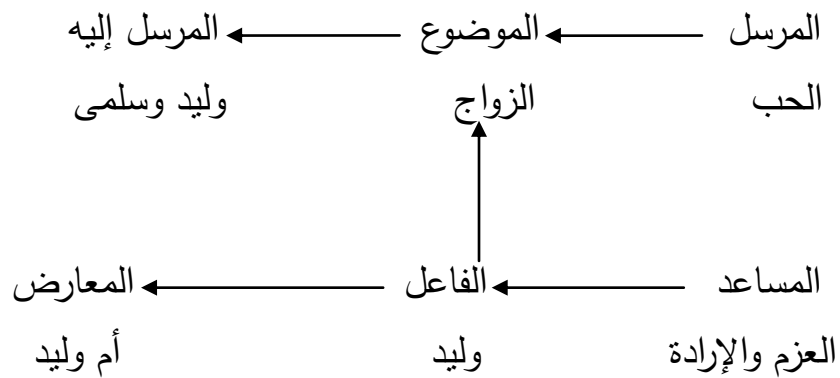 المرسل الموضوع المرسل إليه
الحب الزواج وليد وسلمى
المساعد الفاعل المعارض
العزم والإرادة وليد أم وليد